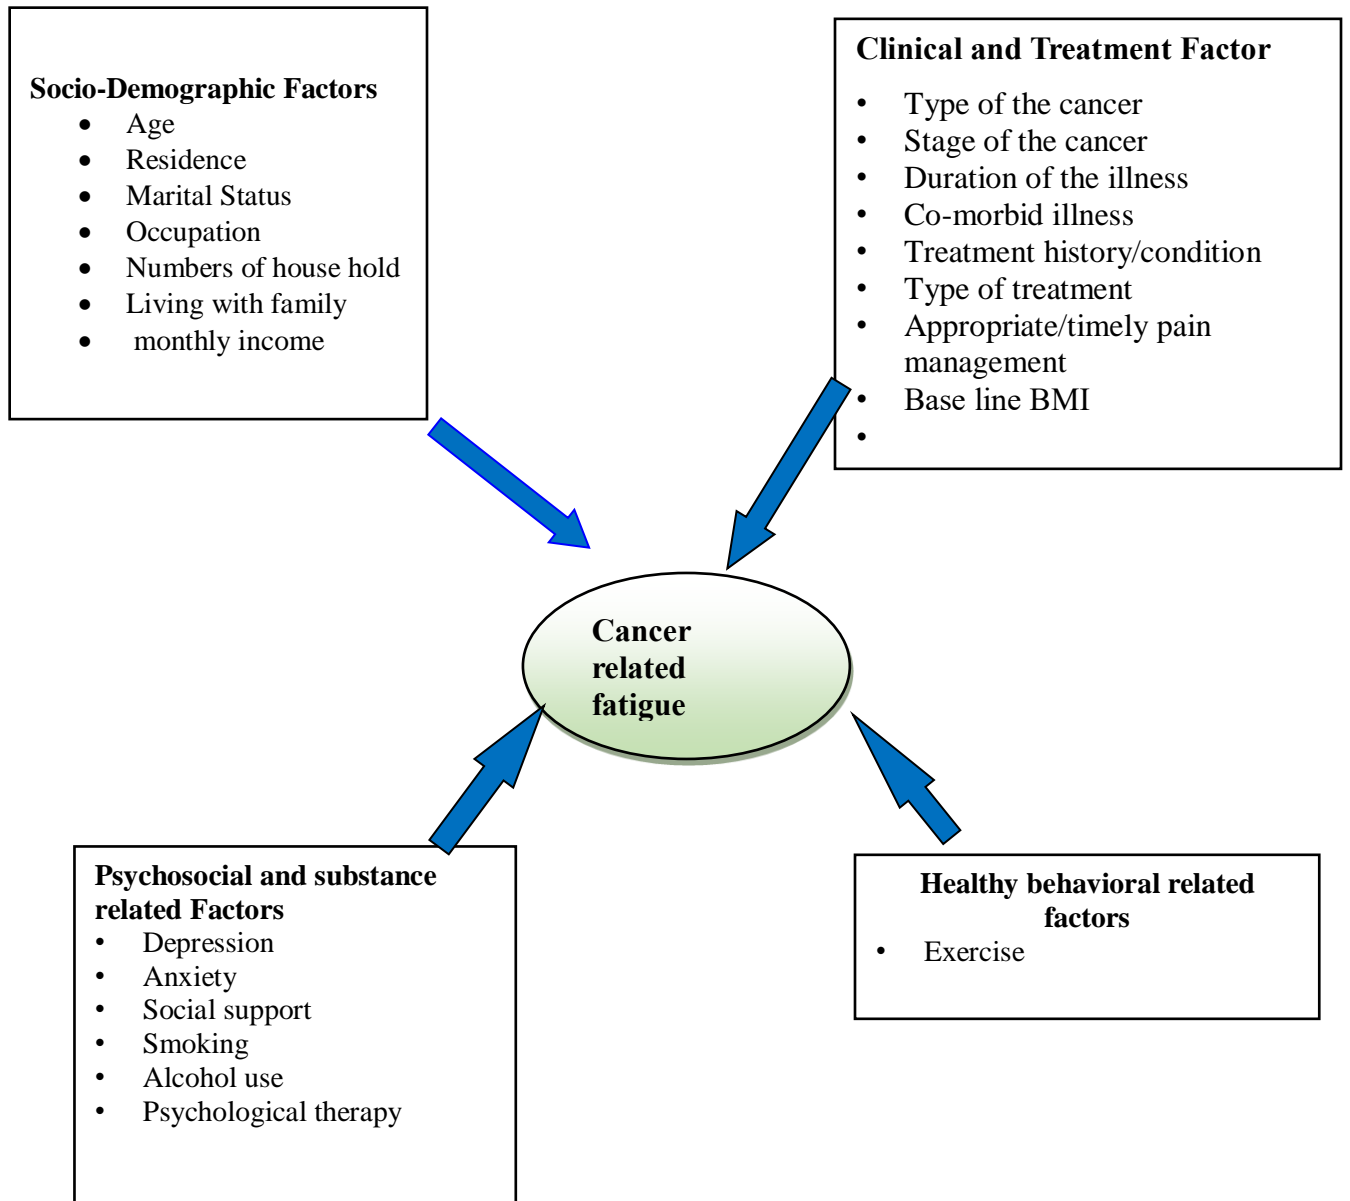 Socio-Demographic Factors
• Age
• Residence
• Marital Status
• Occupation
• Numbers of house hold
• Living with family
• monthly income
Clinical and Treatment Factor
• Type of the cancer
• Stage of the cancer
• Duration of the illness
• Co-morbid illness
• Treatment history/condition
• Type of treatment
• Appropriate/timely pain
management
• Base line BMI
•
Cancer
related
fatigue
Psychosocial and substance
related Factors
• Depression
• Anxiety
• Social support
• Smoking
• Alcohol use
• Psychological therapy
Healthy behavioral related
factors
• Exercise